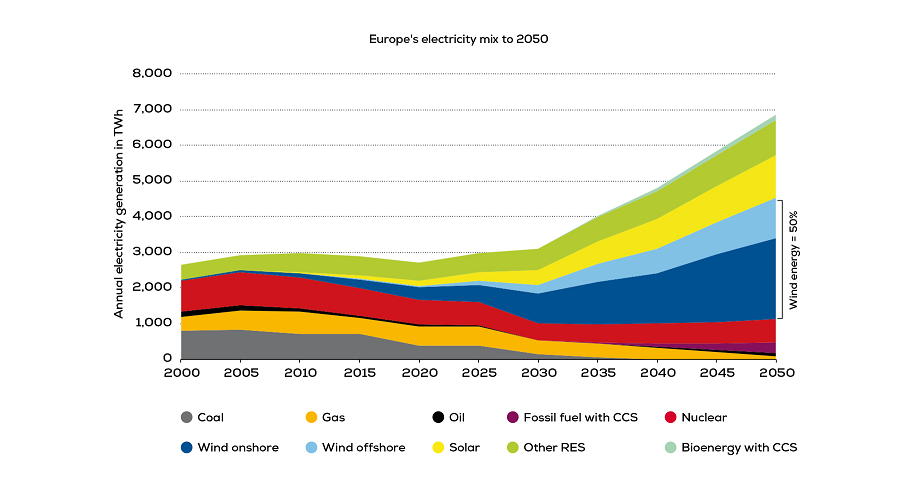 Europe's electricity mix to 2050
Annual electricity generation in TWh
8,000
7,000
6,000
5,000
4,000
3,000
2,000
1,000
0
2000 2005 2010 2015 2020 2025 2030 2035 2040 2045 2050
Wind energy = 50%
Coal Gas Oil Fossil fuel with CCS Nuclear
Wind onshore Wind offshore Solar Other RES Bioenergy with CCS